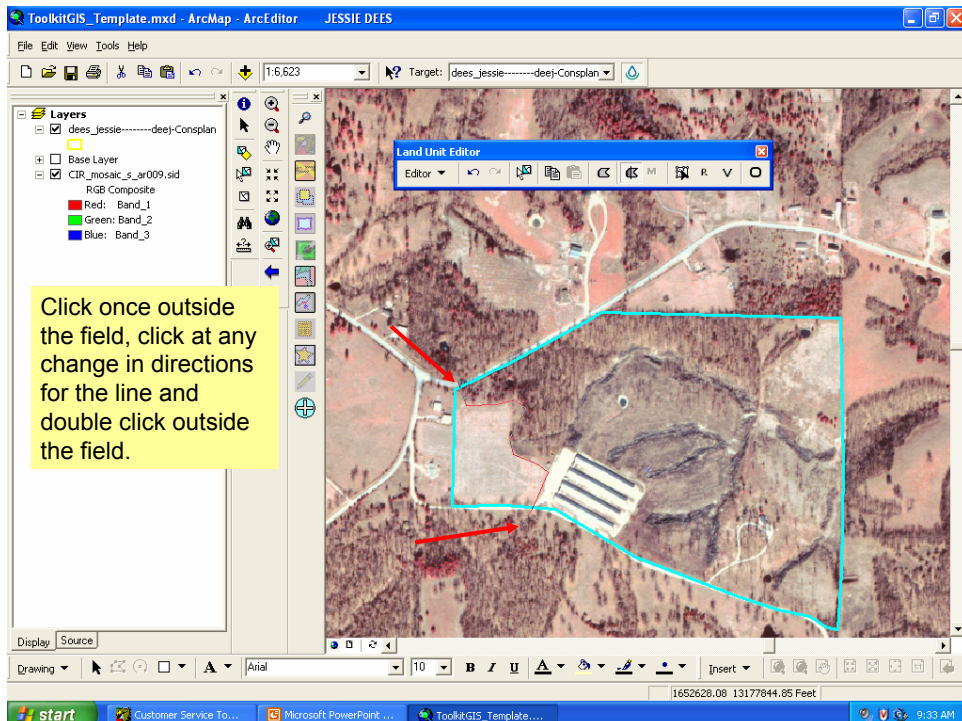 ToolkitGIS_Template.mxd - ArcMap - ArcEditor JESSIE DEES
File Edit View Tools Help
1:6,623
Target: dees_jessie--------deej-Consplan
Layers
dees_jessie--------deej-Consplan
Base Layer
CIR_mosaic_s_ar009.sid
RGB Composite
Red: Band_1
Green: Band_2
Blue: Band_3
Land Unit Editor
Editor
M
R
V
O
Click once outside
the field, click at any
change in directions
for the line and
double click outside
the field.
Display Source
Drawing A Arial 10 B I U A Insert
1652628.08 13177844.85 Feet
start Customer Service To... Microsoft PowerPoint ... ToolkitGIS_Template.... 9:33 AM